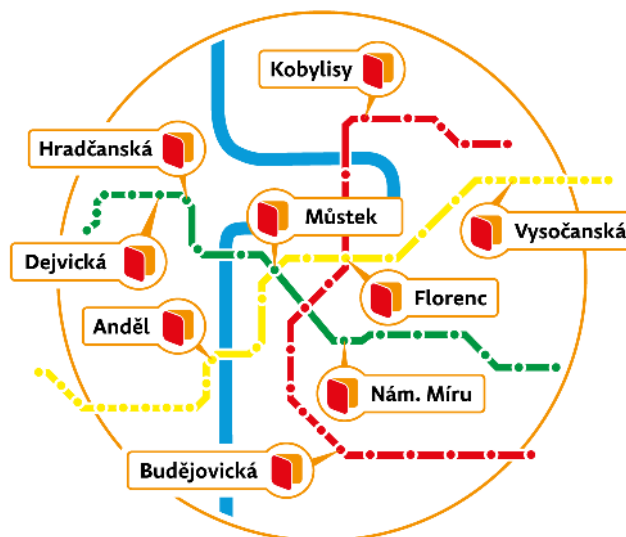 Kobylisy
Hradčanská
Můstek
Vysočanská
Dejvická
Florenc
Anděl
Nám. Míru
Budějovická